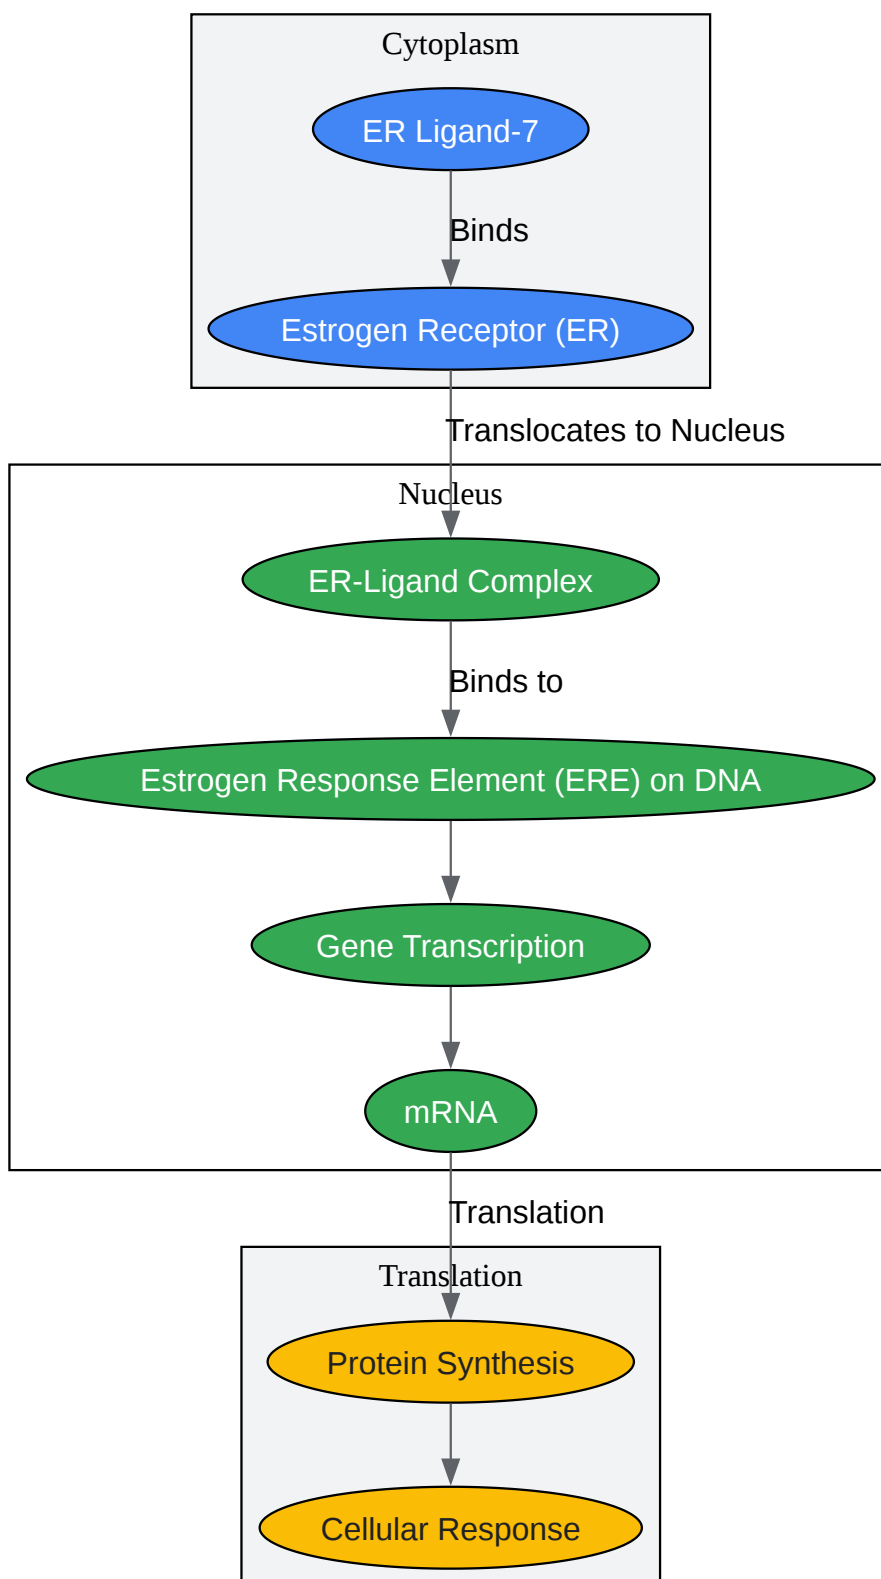 Cytoplasm
ER Ligand-7
Binds
Estrogen Receptor (ER)
Translocates to Nucleus
Nucleus
ER-Ligand Complex
Binds to
Estrogen Response Element (ERE) on DNA
Gene Transcription
mRNA
Translation
Translation
Protein Synthesis
Cellular Response